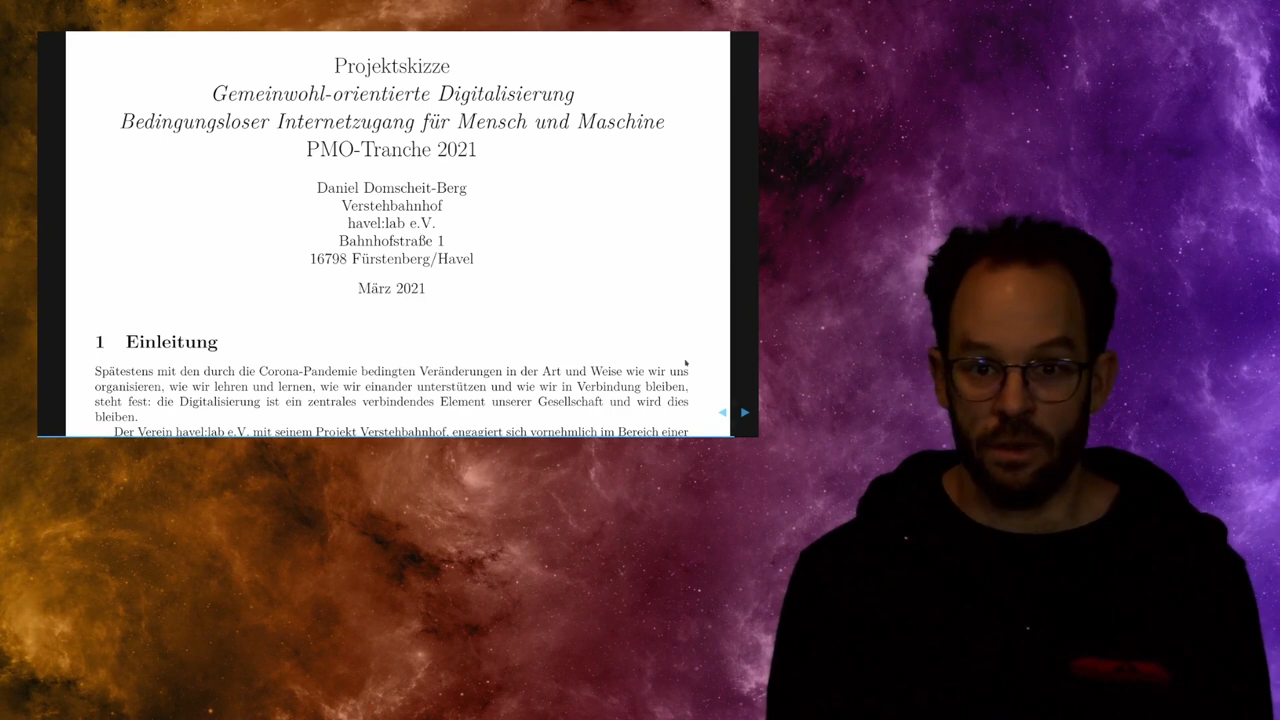 Projektskizze
Gemeinwohl-orientierte Digitalisierung
Bedingungsloser Internetzugang für Mensch und Maschine
PMO-Tranche 2021
Daniel Domscheit-Berg
Verstehbahnhof
havel:lab e.V.
Bahnhofstraße 1
16798 Fürstenberg/Havel
März 2021
1 Einleitung
Spätestens mit den durch die Corona-Pandemie bedingten Veränderungen in der Art und Weise wie wir uns
organisieren, wie wir lehren und lernen, wie wir einander unterstützen und wie wir in Verbindung bleiben,
steht fest: die Digitalisierung ist ein zentrales verbindendes Element unserer Gesellschaft und wird dies
bleiben.
Der Verein havel:lab e.V. mit seinem Projekt Verstehbahnhof, engagiert sich vornehmlich im Bereich einer